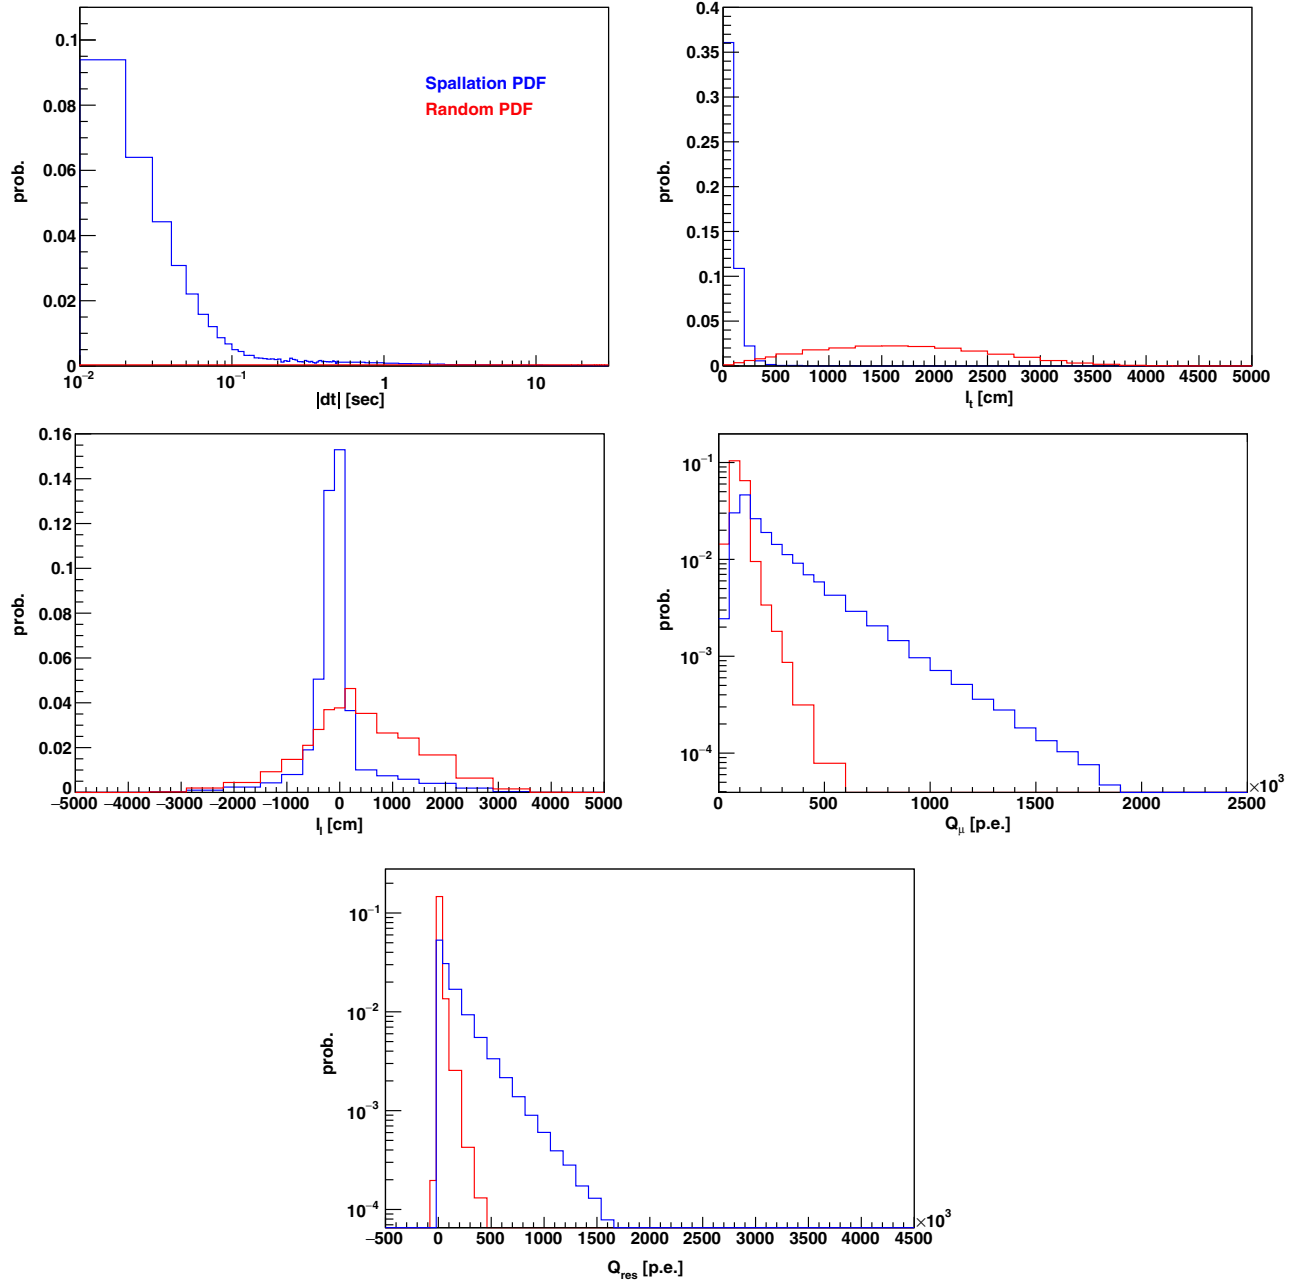 0.1
0.08
0.06
0.04
0.02
0
prob.
Spallation PDF
Random PDF
10⁻² 10⁻¹ 1 10
|dt| [sec]
0.4
0.35
0.3
0.25
0.2
0.15
0.1
0.05
0
prob.
0 500 1000 1500 2000 2500 3000 3500 4000 4500 5000
lₜ [cm]
0.16
0.14
0.12
0.1
0.08
0.06
0.04
0.02
0
prob.
−5000 −4000 −3000 −2000 −1000 0 1000 2000 3000 4000 5000
lₗ [cm]
10⁻¹
10⁻²
10⁻³
10⁻⁴
prob.
0 500 1000 1500 2000 2500
×10³
Q_μ [p.e.]
10⁻¹
10⁻²
10⁻³
10⁻⁴
prob.
−500 0 500 1000 1500 2000 2500 3000 3500 4000 4500
×10³
Q_res [p.e.]